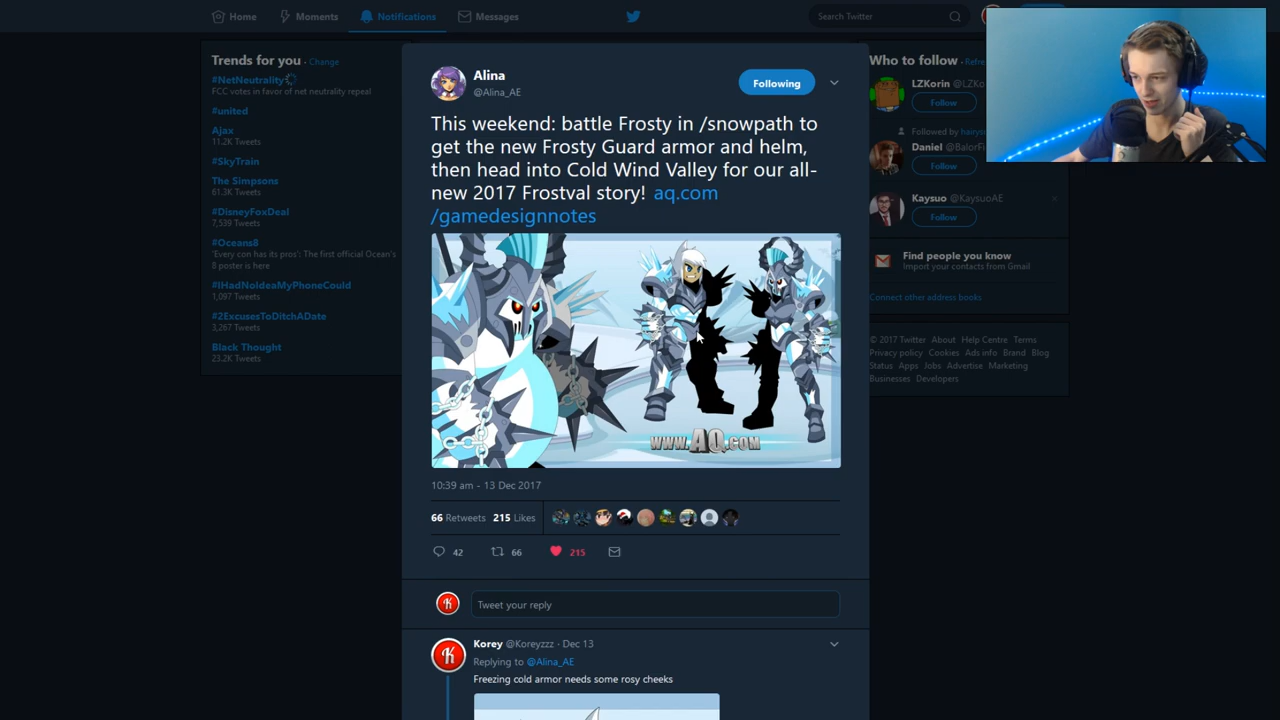 Home
Moments
Notifications
Messages
Search Twitter
Trends for you · Change
#NetNeutrality
FCC votes in favor of net neutrality repeal
#united
Ajax
11.2K Tweets
#SkyTrain
The Simpsons
61.3K Tweets
#DisneyFoxDeal
7,539 Tweets
#Oceans8
'Every con has its pros': The first official Ocean's
8 poster is here
#IHadNoIdeaMyPhoneCould
1,097 Tweets
#2ExcusesToDitchADate
3,267 Tweets
Black Thought
23.2K Tweets
Alina
@Alina_AE
Following
This weekend: battle Frosty in /snowpath to
get the new Frosty Guard armor and helm,
then head into Cold Wind Valley for our all-
new 2017 Frostval story! aq.com
/gamedesignnotes
WWW.AQ.COM
10:39 am - 13 Dec 2017
66 Retweets 215 Likes
42
66
215
Tweet your reply
Korey @Koreyzzz · Dec 13
Replying to @Alina_AE
Freezing cold armor needs some rosy cheeks
Who to follow ·
LZKorin
Follow
Followed by
Daniel
Follow
Kaysuo @KaysuoAE
Follow
Find people you know
Import your contacts from Gmail
Connect other address books
© 2017 Twitter About Help Centre Terms
Privacy policy Cookies Ads info Brand Blog
Status Apps Jobs Advertise Marketing
Businesses Developers